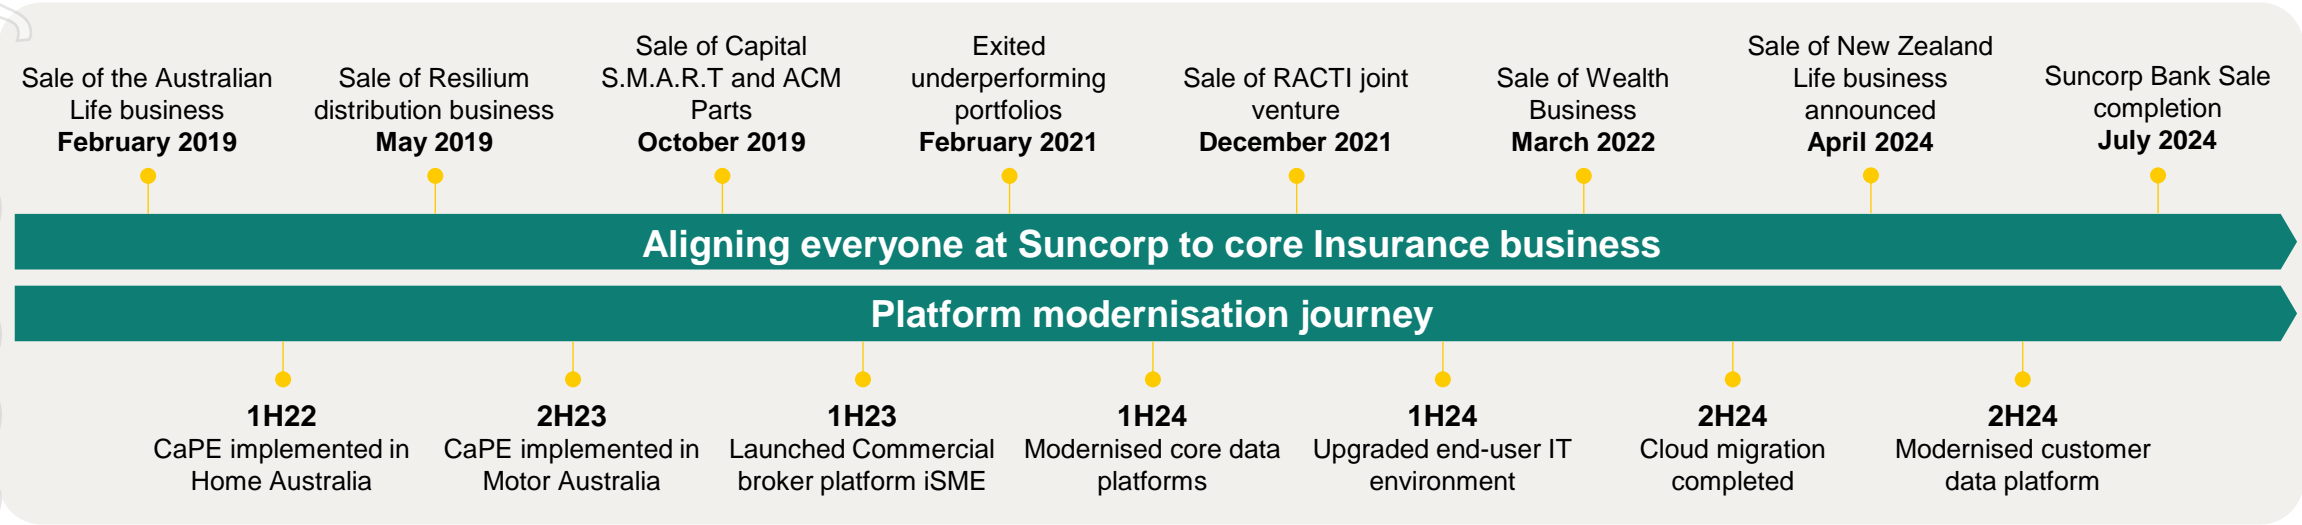 Sale of the Australian
Life business
February 2019
Sale of Resilium
distribution business
May 2019
Sale of Capital
S.M.A.R.T and ACM
Parts
October 2019
Exited
underperforming
portfolios
February 2021
Sale of RACTI joint
venture
December 2021
Sale of Wealth
Business
March 2022
Sale of New Zealand
Life business
announced
April 2024
Suncorp Bank Sale
completion
July 2024
Aligning everyone at Suncorp to core Insurance business
Platform modernisation journey
1H22
CaPE implemented in
Home Australia
2H23
CaPE implemented in
Motor Australia
1H23
Launched Commercial
broker platform iSME
1H24
Modernised core data
platforms
1H24
Upgraded end-user IT
environment
2H24
Cloud migration
completed
2H24
Modernised customer
data platform